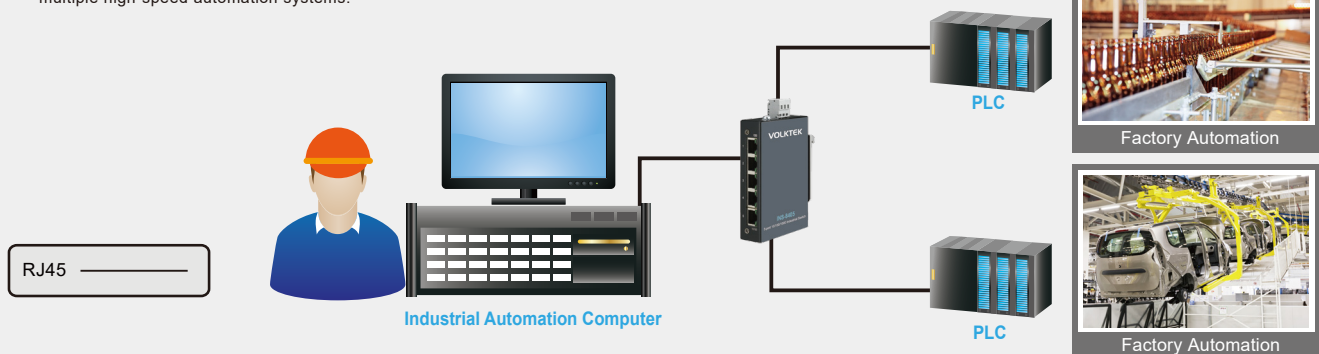 multiple high-speed automation systems.
PLC
Factory Automation
VOLKTEK
RJ45
Industrial Automation Computer
PLC
Factory Automation